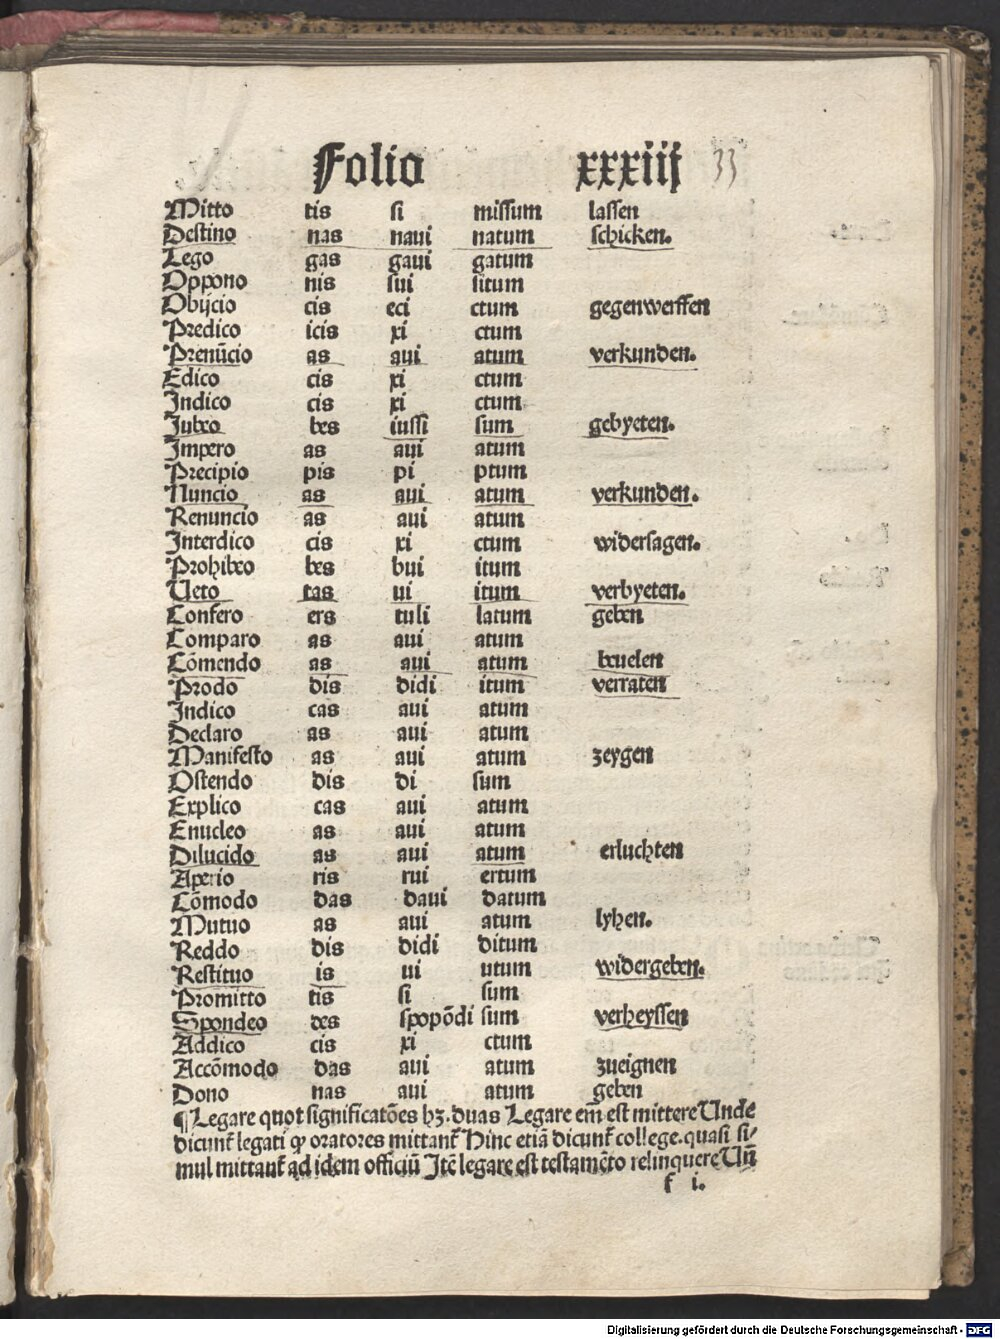 Folio xxxiij 33
Mitto tis si missum lassen
Destino nas naui natum schicken.
Lego gas gaui gatum
Oppono nis sui situm
Obijcio cis eci ctum gegenwerffen
Predico icis xi ctum
Prenūcio as aui atum verkunden.
Edico cis xi ctum
Indico cis xi ctum
Jubeo bes iussi sum gebyeten.
Impero as aui atum
Precipio pis pi ptum
Nuncio as aui atum verkunden.
Renuncio as aui atum
Interdico cis xi ctum widersagen.
Prohibeo bes bui itum
Veto tas ui itum verbyeten.
Confero ers tuli latum geben
Comparo as aui atum
Cōmendo as aui atum beuelen
Prodo dis didi itum verraten
Indico cas aui atum
Declaro as aui atum
Manifesto as aui atum zeygen
Ostendo dis di sum
Explico cas aui atum
Enucleo as aui atum
Dilucido as aui atum erluchten
Aperio ris rui ertum
Cōmodo das daui datum
Mutuo as aui atum lyhen.
Reddo dis didi ditum
Restituo is ui utum widergeben.
Promitto tis si sum
Spondeo des spopōdi sum verheyssen
Addico cis xi ctum
Accōmodo das aui atum zueignen
Dono nas aui atum geben
¶ Legare quot significatōes hꝫ. duas Legare em̄ est mittere Unde
dicunt̄ legati ꝙ oratores mittant̄ Hinc etiā dicunt̄ college. quasi si⸗
mul mittant̄ ad idem officiū Itē legare est testamēto relinquere Un̄
f i.
Digitalisierung gefördert durch die Deutsche Forschungsgemeinschaft - DFG